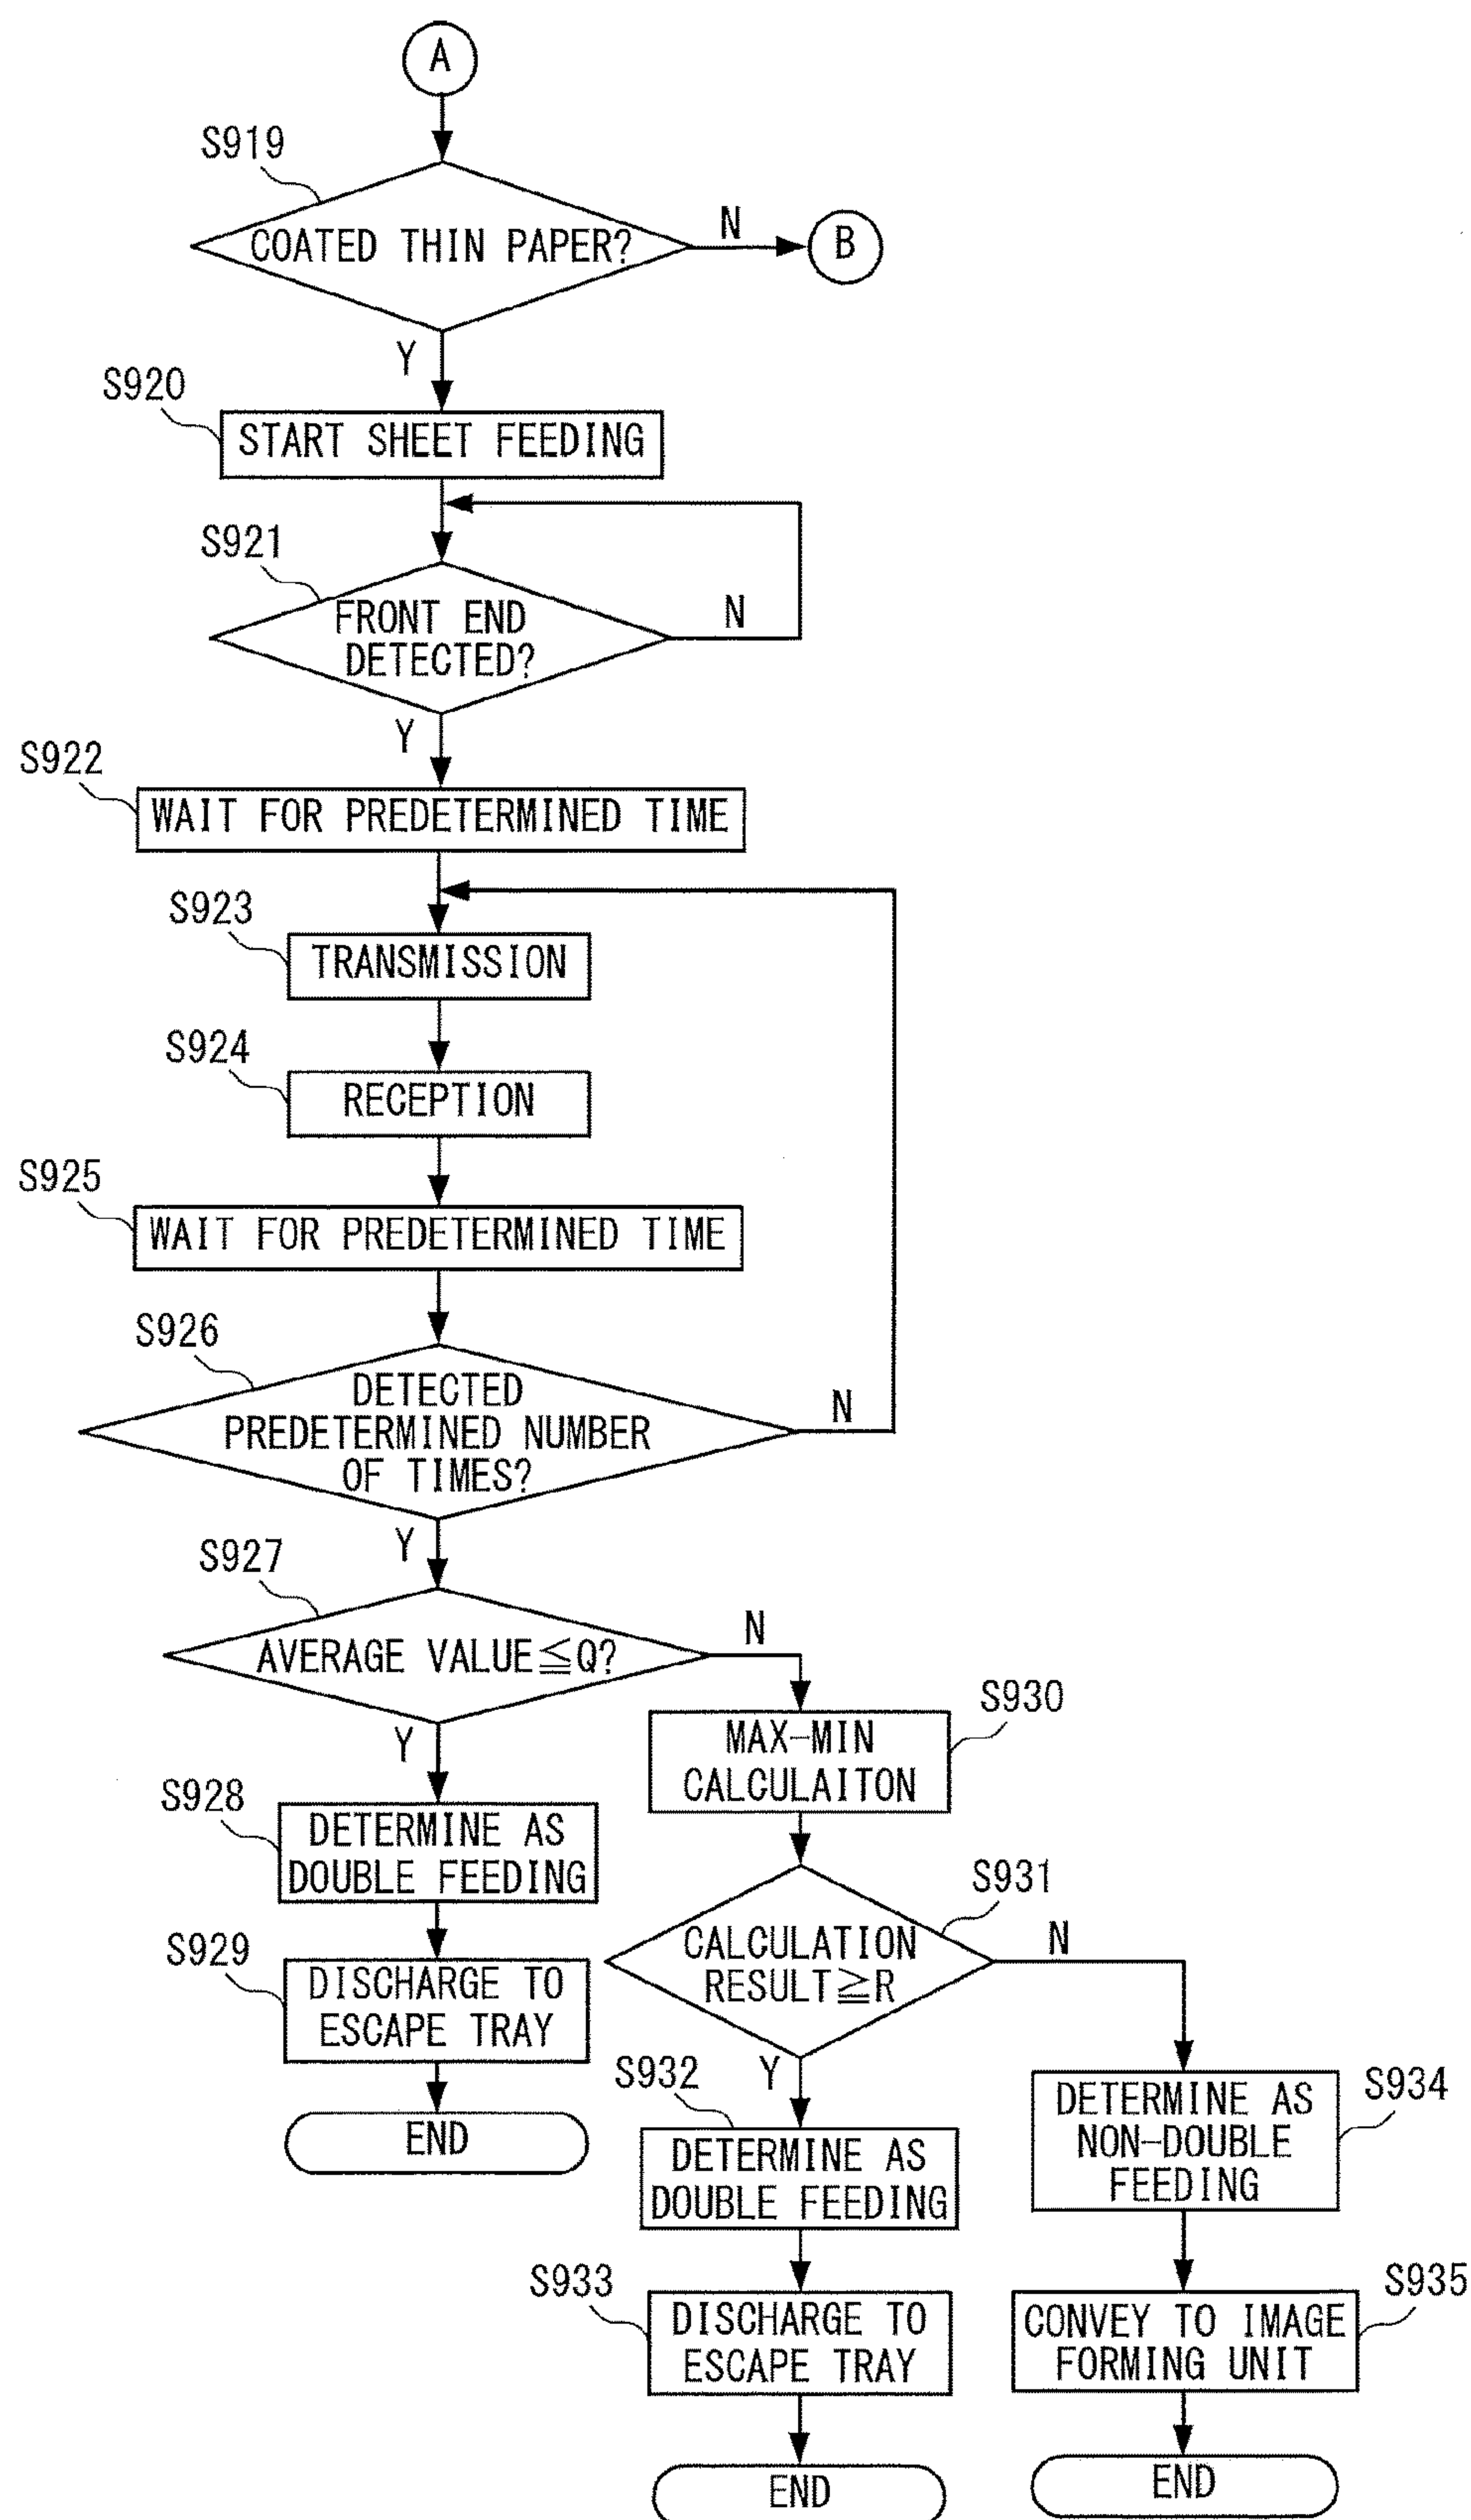 A
S919
COATED THIN PAPER?
N
B
Y
S920
START SHEET FEEDING
S921
FRONT END
DETECTED?
N
Y
S922
WAIT FOR PREDETERMINED TIME
S923
TRANSMISSION
S924
RECEPTION
S925
WAIT FOR PREDETERMINED TIME
S926
DETECTED
PREDETERMINED NUMBER
OF TIMES?
N
Y
S927
AVERAGE VALUE≦Q?
N
Y
S930
MAX-MIN
CALCULAITON
S928
DETERMINE AS
DOUBLE FEEDING
S931
CALCULATION
RESULT≧R
N
Y
S929
DISCHARGE TO
ESCAPE TRAY
END
S932
DETERMINE AS
DOUBLE FEEDING
S934
DETERMINE AS
NON-DOUBLE
FEEDING
S933
DISCHARGE TO
ESCAPE TRAY
S935
CONVEY TO IMAGE
FORMING UNIT
END
END